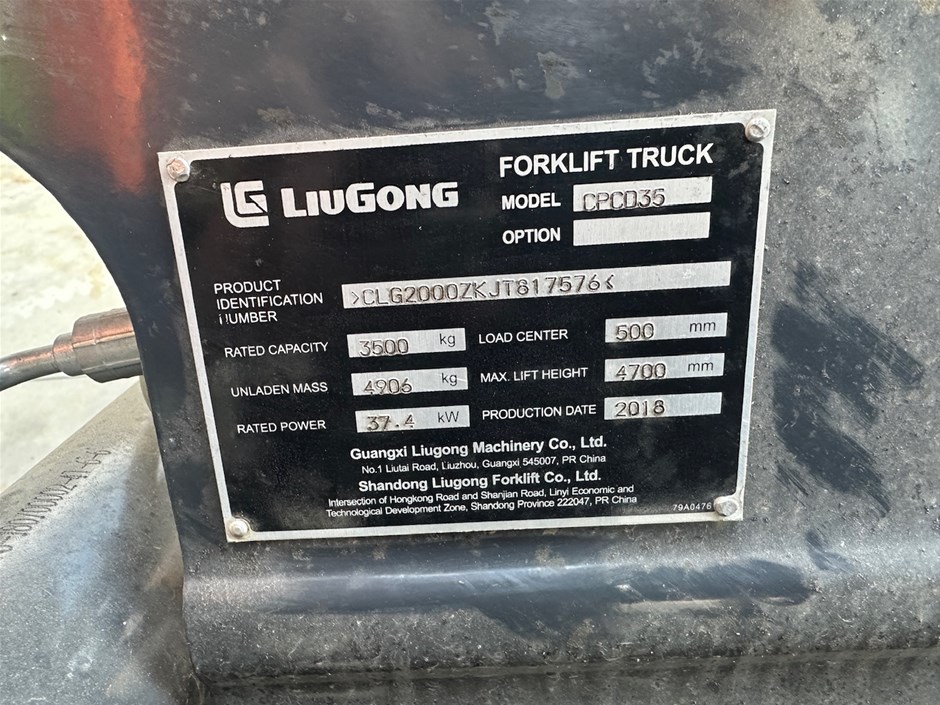 LIUGONG
FORKLIFT TRUCK
MODEL CPCD35
OPTION
PRODUCT
IDENTIFICATION
NUMBER
>CLG2000ZKJT817576<
RATED CAPACITY 3500 kg
LOAD CENTER 500 mm
UNLADEN MASS 4906 kg
MAX. LIFT HEIGHT 4700 mm
RATED POWER 37.4 kW
PRODUCTION DATE 2018
Guangxi Liugong Machinery Co., Ltd.
No.1 Liutai Road, Liuzhou, Guangxi 545007, PR China
Shandong Liugong Forklift Co., Ltd.
Intersection of Hongkong Road and Shanjian Road, Linyi Economic and
Technological Development Zone, Shandong Province 222047, PR China
79A0476